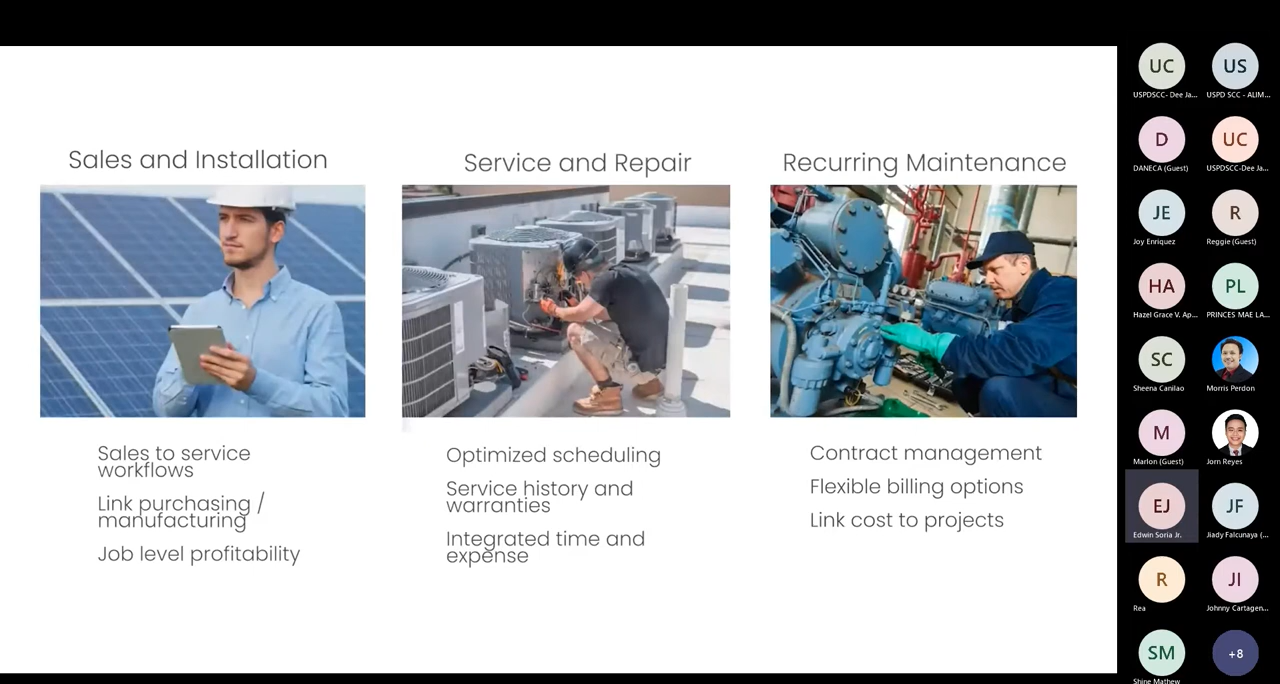 Sales and Installation
Sales to service
workflows
Link purchasing /
manufacturing
Job level profitability
Service and Repair
Optimized scheduling
Service history and
warranties
Integrated time and
expense
Recurring Maintenance
Contract management
Flexible billing options
Link cost to projects
UC
USPDSCC- Dee Ja...
US
USPD SCC - ALIM...
D
DANECA (Guest)
UC
USPDSCC-Dee Ja...
JE
Joy Enriquez
R
Reggie (Guest)
HA
Hazel Grace V. Ap...
PL
PRINCES MAE LA...
SC
Sheena Canilao
Morris Perdon
M
Marlon (Guest)
Jorn Reyes
EJ
Edwin Soria Jr.
JF
Jiady Falcunaya (...
R
Rea
JI
Johnny Cartagen...
SM
Shine Mathew
+8